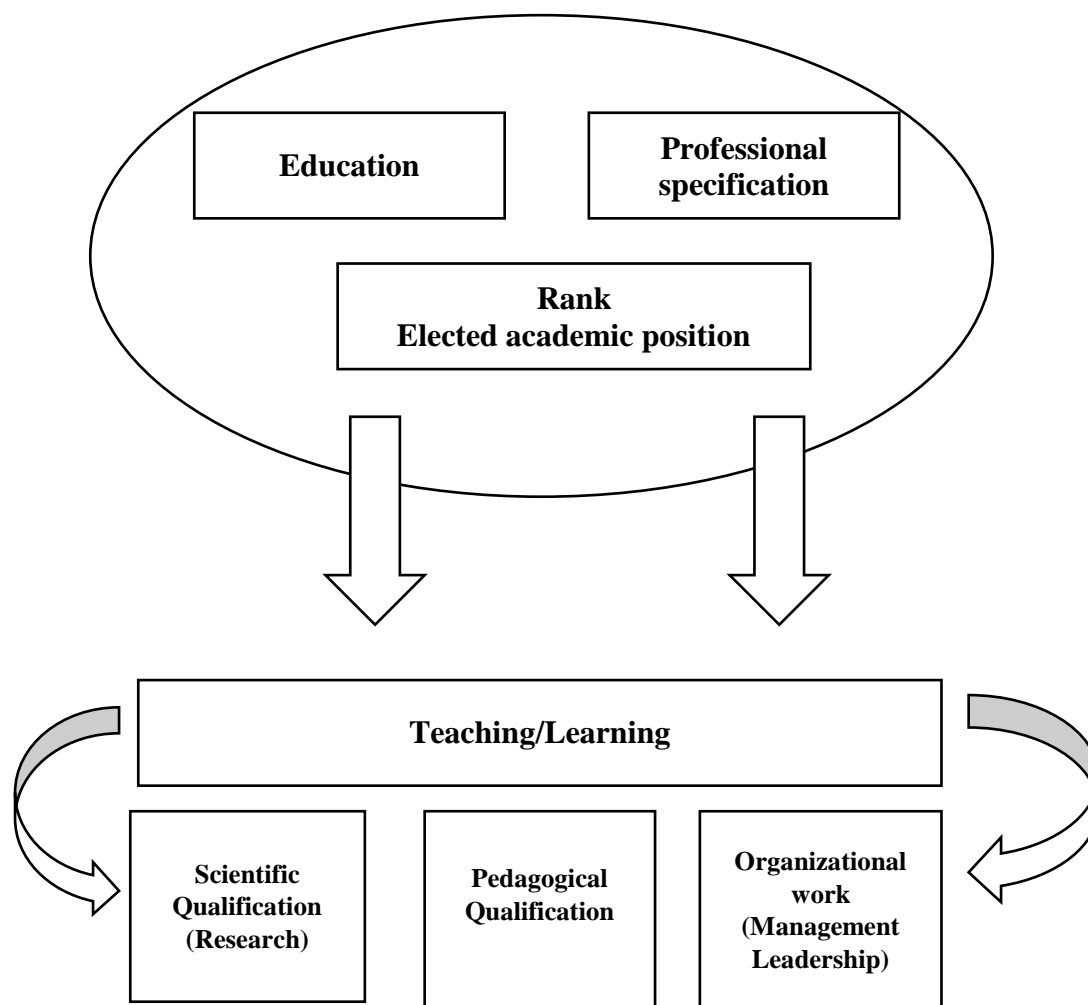 Education
Professional
specification
Rank
Elected academic position
Teaching/Learning
Scientific
Qualification
(Research)
Pedagogical
Qualification
Organizational
work
(Management
Leadership)